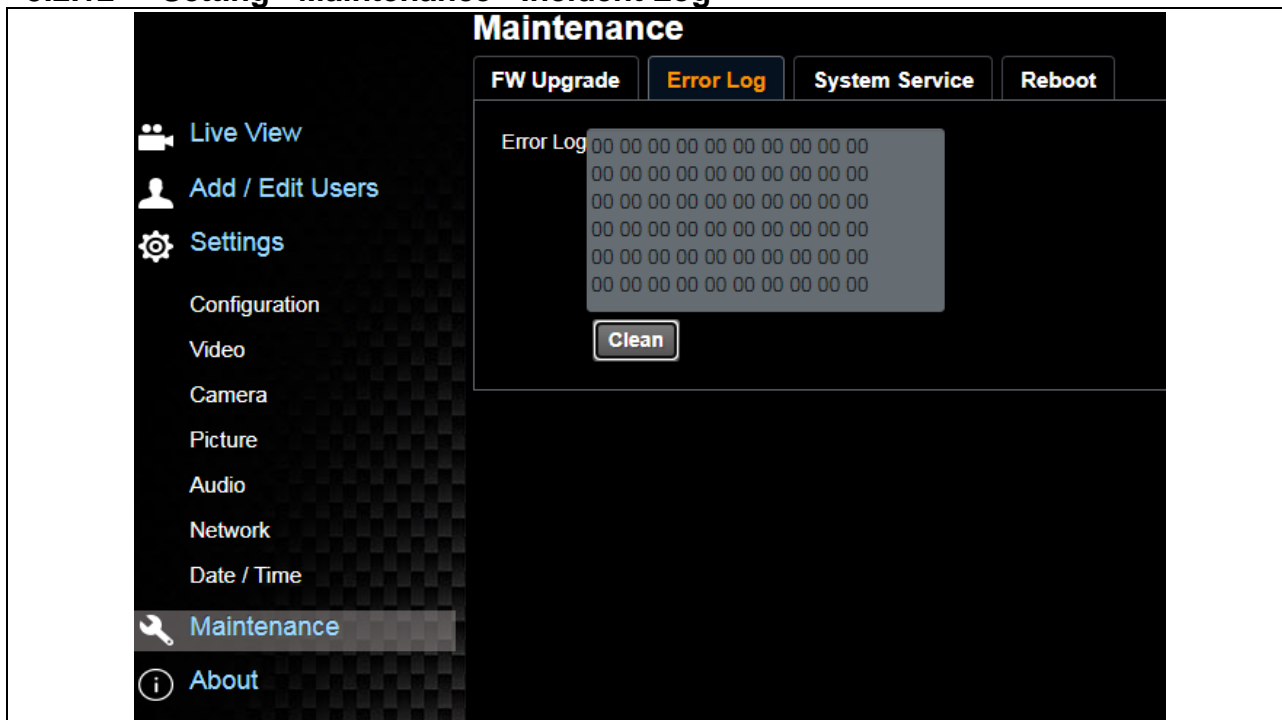 Maintenance
FW Upgrade Error Log System Service Reboot
Live View
Add / Edit Users
Settings
Configuration
Video
Camera
Picture
Audio
Network
Date / Time
Maintenance
About
Error Log
00 00 00 00 00 00 00 00 00 00
00 00 00 00 00 00 00 00 00 00
00 00 00 00 00 00 00 00 00 00
00 00 00 00 00 00 00 00 00 00
00 00 00 00 00 00 00 00 00 00
00 00 00 00 00 00 00 00 00 00
Clean